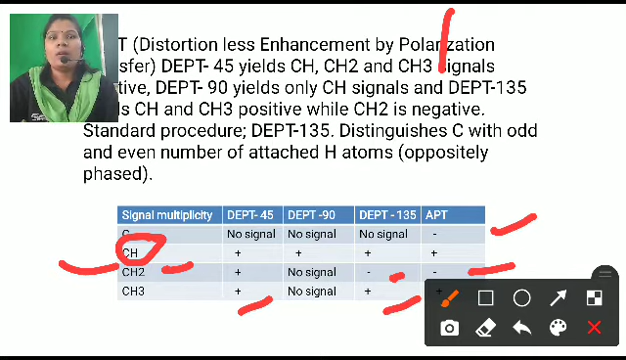 T (Distortion less Enhancement by Polarization
sfer) DEPT- 45 yields CH, CH2 and CH3 signals
tive, DEPT- 90 yields only CH signals and DEPT-135
s CH and CH3 positive while CH2 is negative.
Standard procedure; DEPT-135. Distinguishes C with odd
and even number of attached H atoms (oppositely
phased).
Signal multiplicity DEPT- 45 DEPT -90 DEPT - 135 APT
C No signal No signal No signal -
CH + + + +
CH2 + No signal - -
CH3 + No signal + +